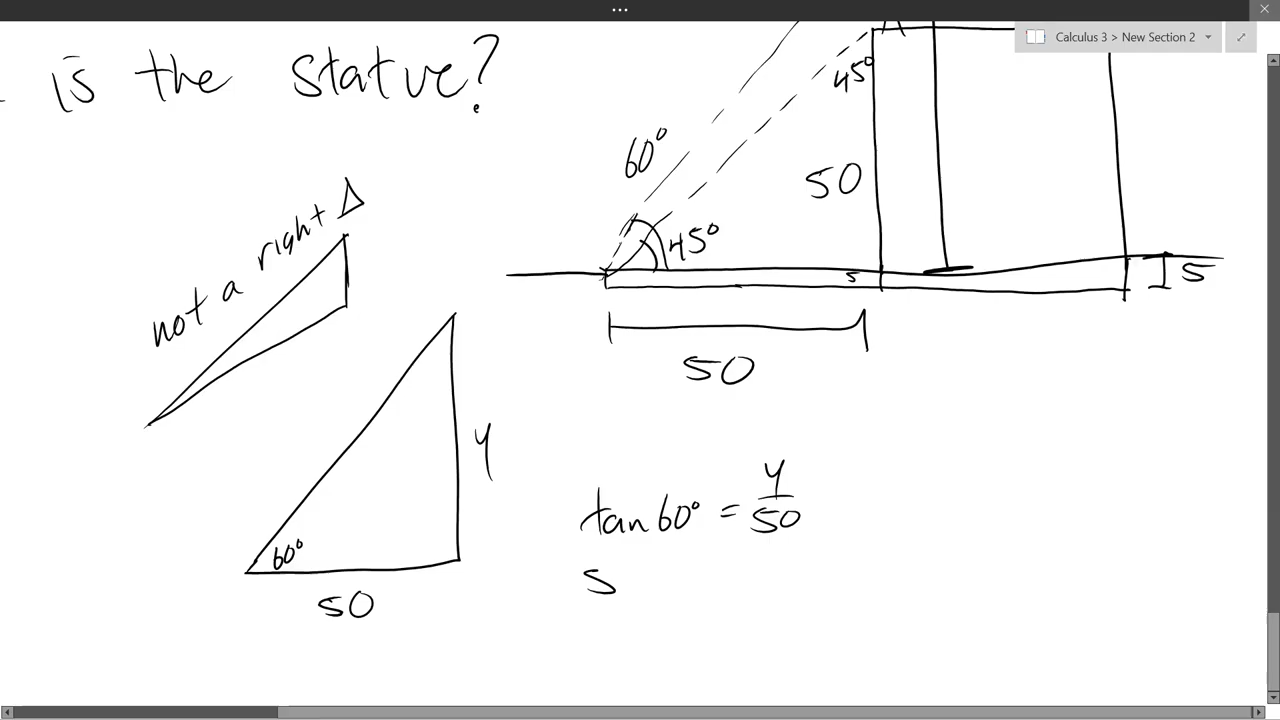 Calculus 3 > New Section 2
is the statue?
45°
60°
50
not a right Δ
45°
5
5
50
y
tan 60° = y/50
60°
5
50